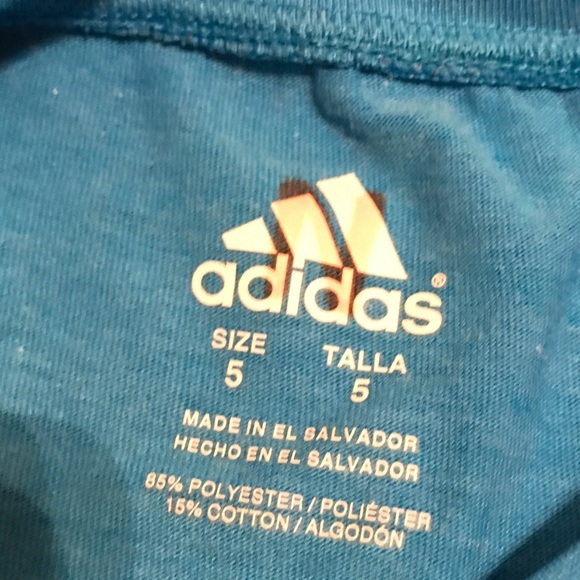 adidas®
SIZE TALLA
5 5
MADE IN EL SALVADOR
HECHO EN EL SALVADOR
85% POLYESTER / POLIÉSTER
15% COTTON / ALGODÓN